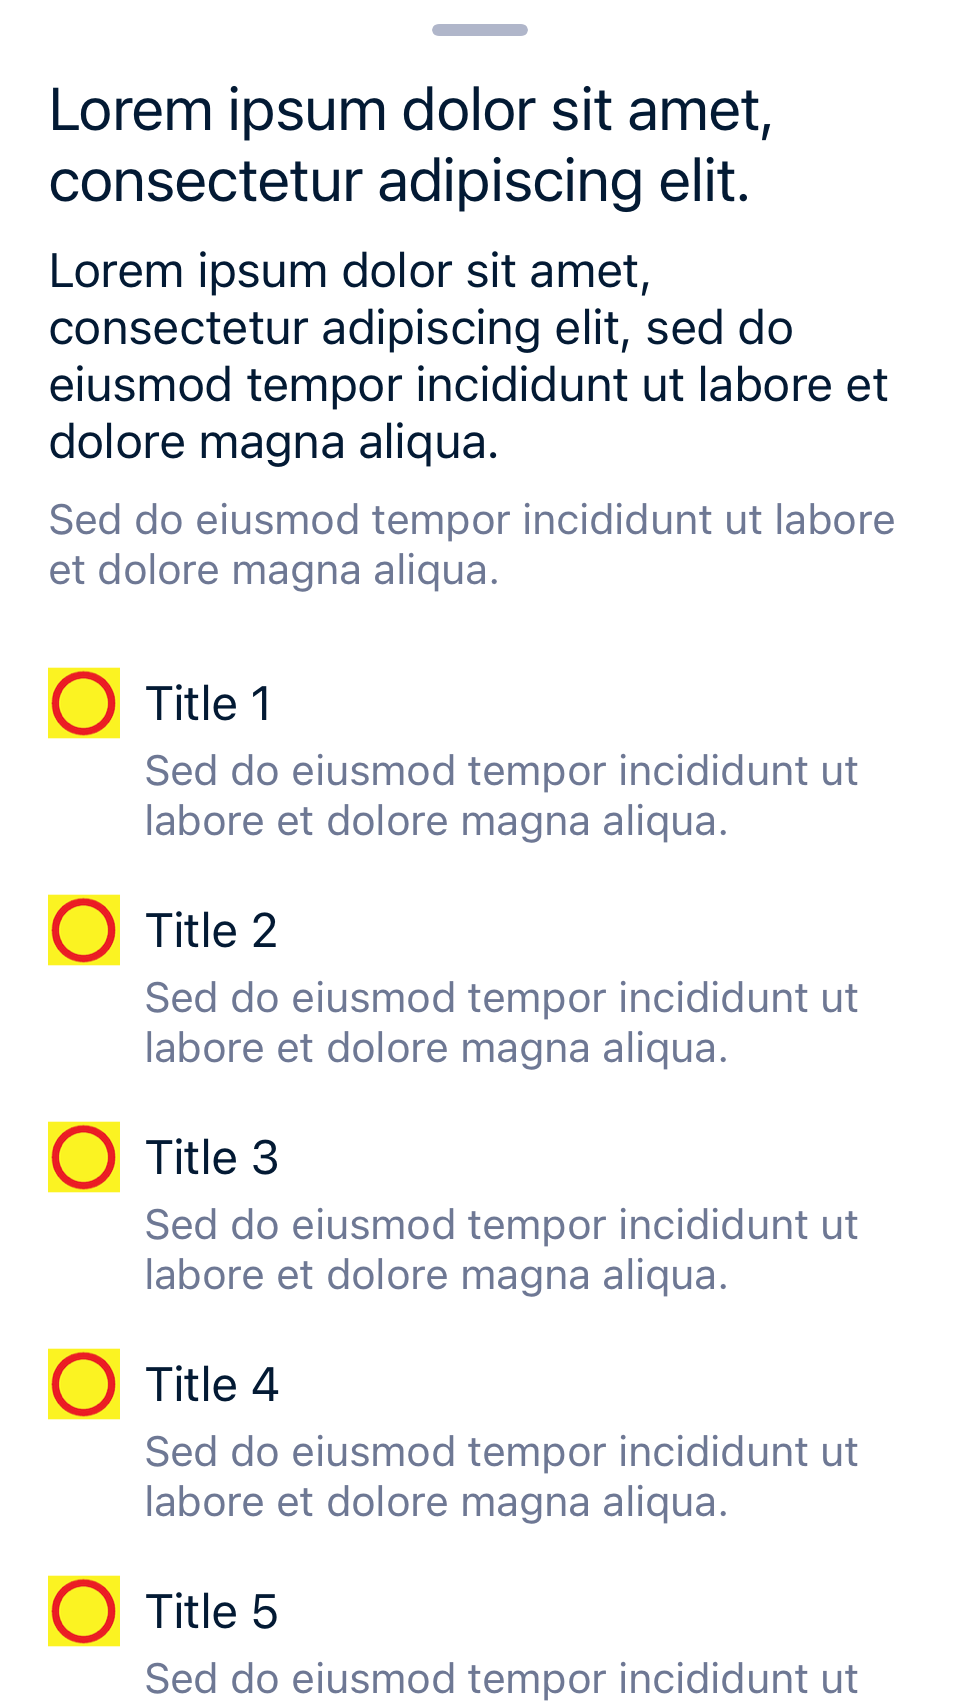 Lorem ipsum dolor sit amet,
consectetur adipiscing elit.
Lorem ipsum dolor sit amet,
consectetur adipiscing elit, sed do
eiusmod tempor incididunt ut labore et
dolore magna aliqua.
Sed do eiusmod tempor incididunt ut labore
et dolore magna aliqua.
Title 1
Sed do eiusmod tempor incididunt ut
labore et dolore magna aliqua.
Title 2
Sed do eiusmod tempor incididunt ut
labore et dolore magna aliqua.
Title 3
Sed do eiusmod tempor incididunt ut
labore et dolore magna aliqua.
Title 4
Sed do eiusmod tempor incididunt ut
labore et dolore magna aliqua.
Title 5
Sed do eiusmod tempor incididunt ut